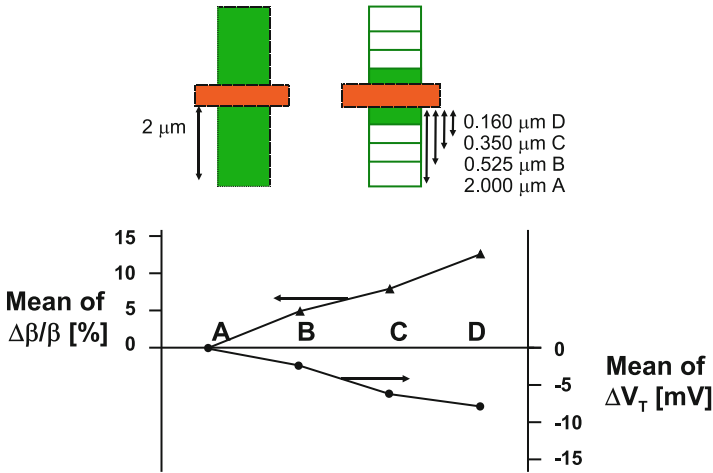 2 μm
0.160 μm D
0.350 μm C
0.525 μm B
2.000 μm A
15
10
5
0
Mean of
Δβ/β [%]
A B C D
0
-5
-10
-15
Mean of
ΔV_T [mV]